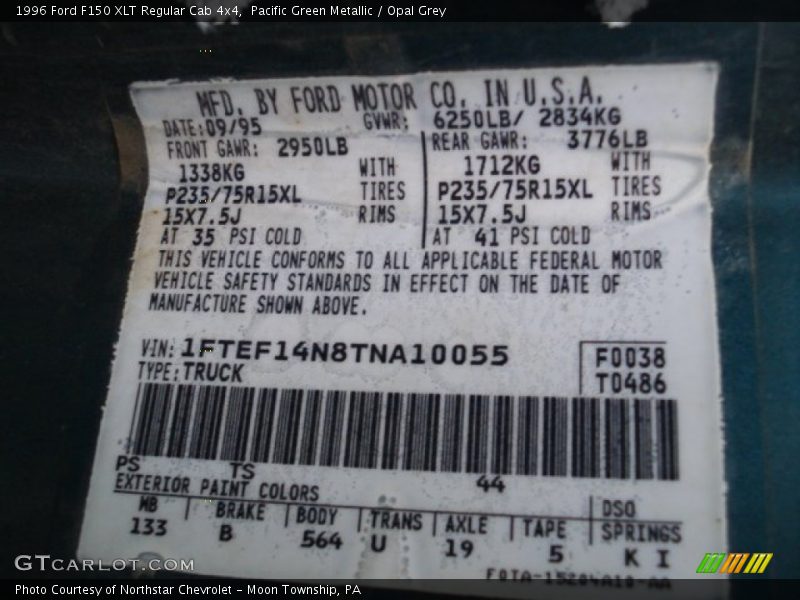 1996 Ford F150 XLT Regular Cab 4x4, Pacific Green Metallic / Opal Grey
MFD. BY FORD MOTOR CO. IN U.S.A.
DATE: 09/95 GVWR: 6250LB/ 2834KG
FRONT GAWR: 2950LB REAR GAWR: 3776LB
1338KG WITH 1712KG WITH
P235/75R15XL TIRES P235/75R15XL TIRES
15X7.5J RIMS 15X7.5J RIMS
AT 35 PSI COLD AT 41 PSI COLD
THIS VEHICLE CONFORMS TO ALL APPLICABLE FEDERAL MOTOR
VEHICLE SAFETY STANDARDS IN EFFECT ON THE DATE OF
MANUFACTURE SHOWN ABOVE.
VIN: 1FTEF14N8TNA10055 F0038
TYPE: TRUCK T0486
PS TS 44
EXTERIOR PAINT COLORS DSO
WB BRAKE BODY TRANS AXLE TAPE SPRINGS
133 B 564 U 19 5 K I
GTCARLOT.COM
Photo Courtesy of Northstar Chevrolet - Moon Township, PA